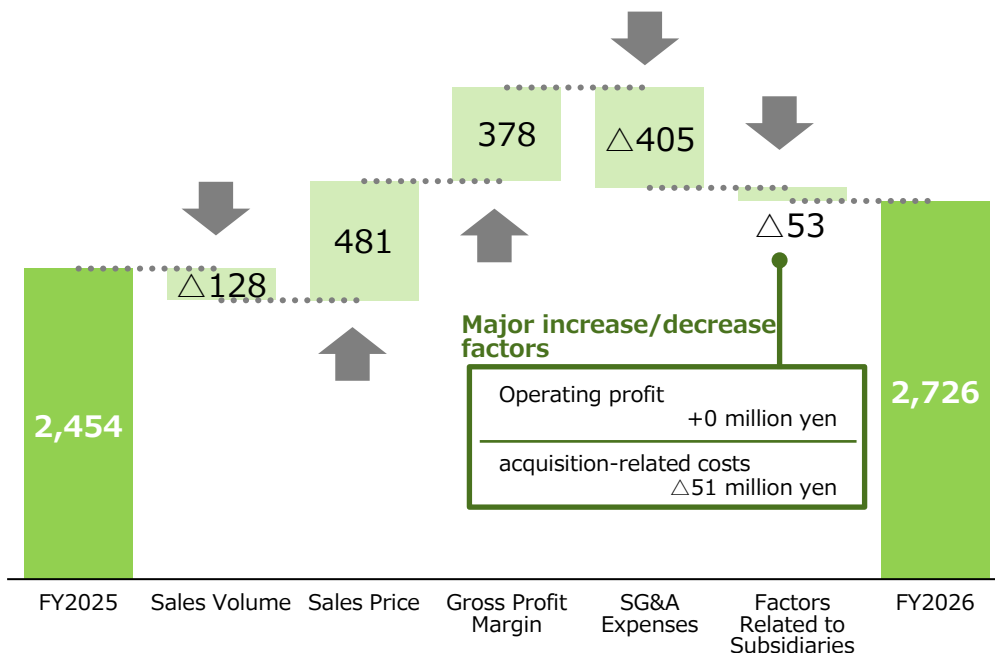 378
△405
481
△53
△128
Major increase/decrease
factors
Operating profit
+0 million yen
acquisition-related costs
△51 million yen
2,454
2,726
FY2025
Sales Volume
Sales Price
Gross Profit
Margin
SG&A
Expenses
Factors
Related to
Subsidiaries
FY2026